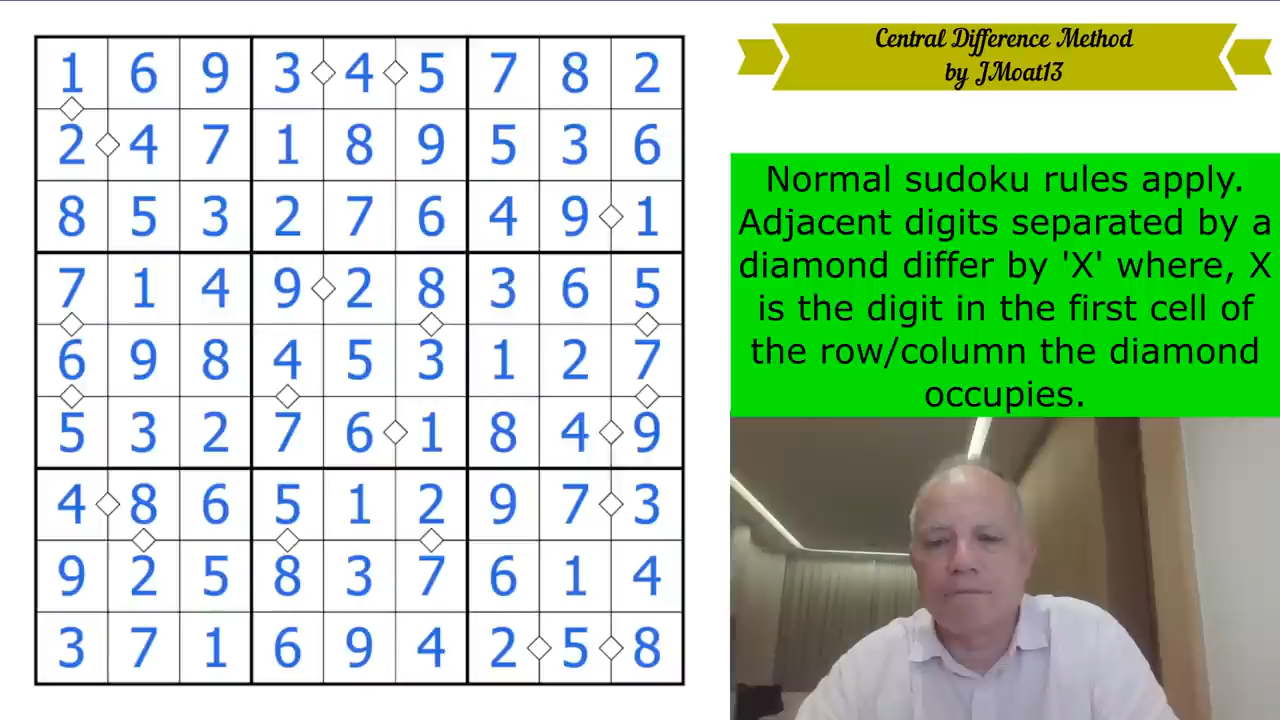 Central Difference Method
by JMoat13
1 6 9 3 4 5 7 8 2
2 4 7 1 8 9 5 3 6
8 5 3 2 7 6 4 9 1
7 1 4 9 2 8 3 6 5
6 9 8 4 5 3 1 2 7
5 3 2 7 6 1 8 4 9
4 8 6 5 1 2 9 7 3
9 2 5 8 3 7 6 1 4
3 7 1 6 9 4 2 5 8
Normal sudoku rules apply.
Adjacent digits separated by a
diamond differ by 'X' where, X
is the digit in the first cell of
the row/column the diamond
occupies.